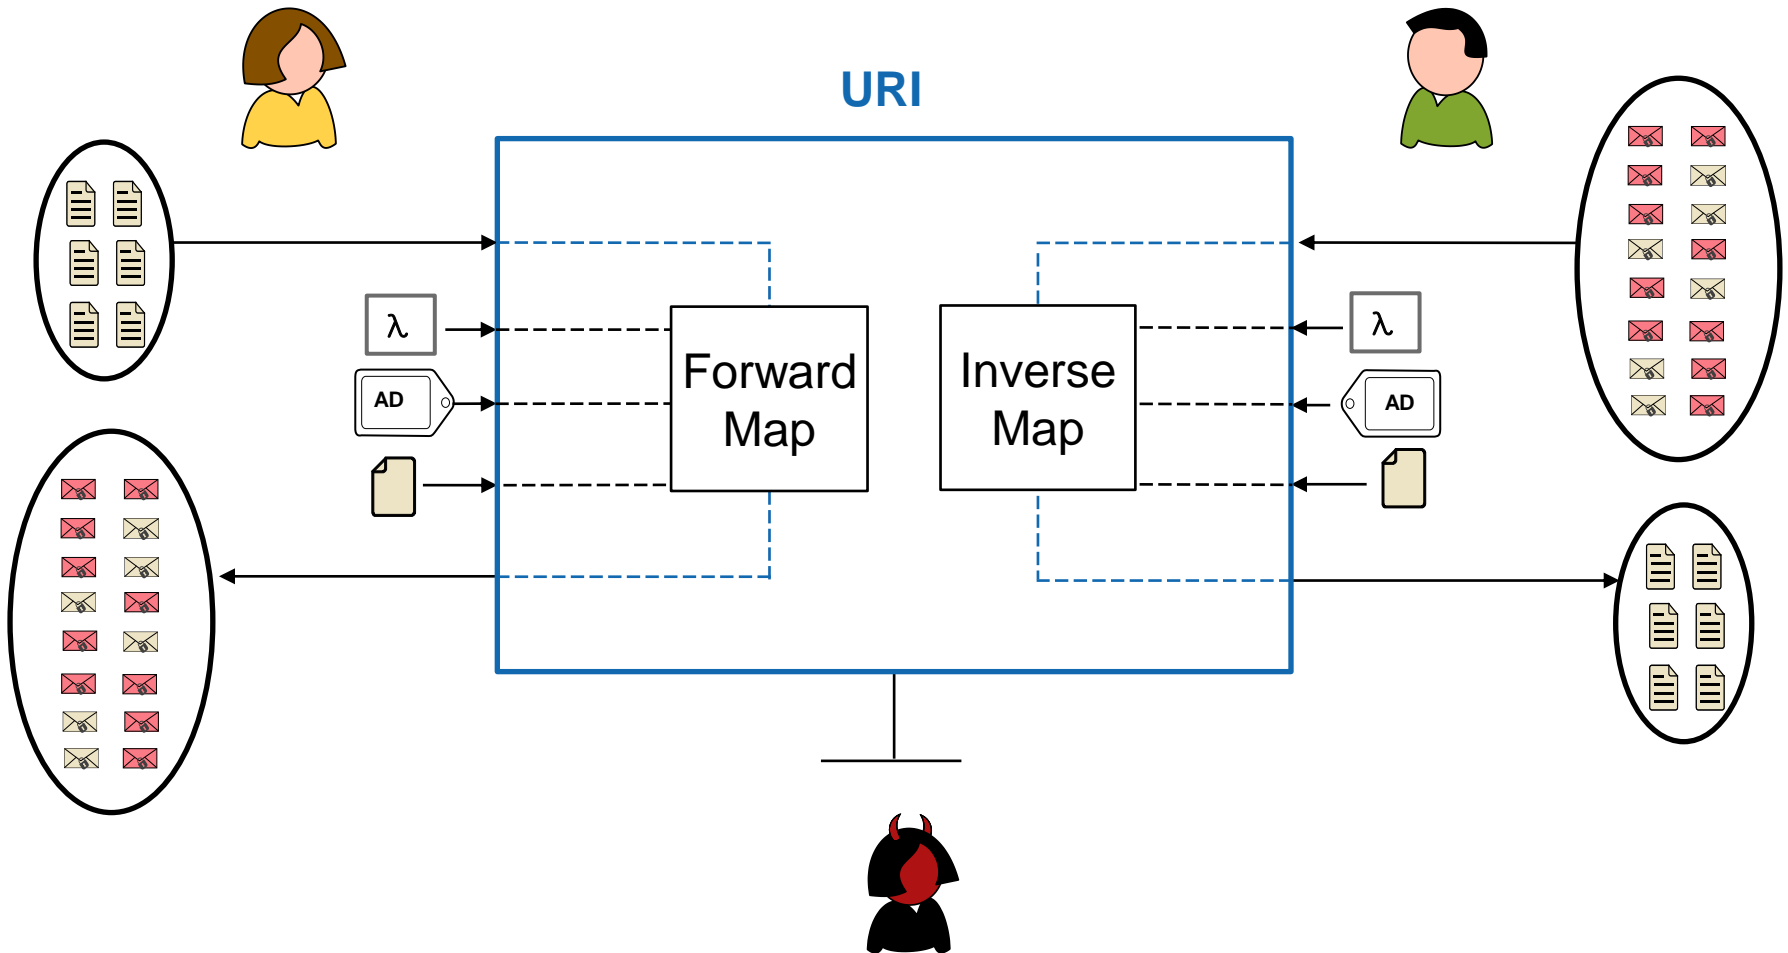 URI
λ
AD
Forward
Map
Inverse
Map
λ
AD